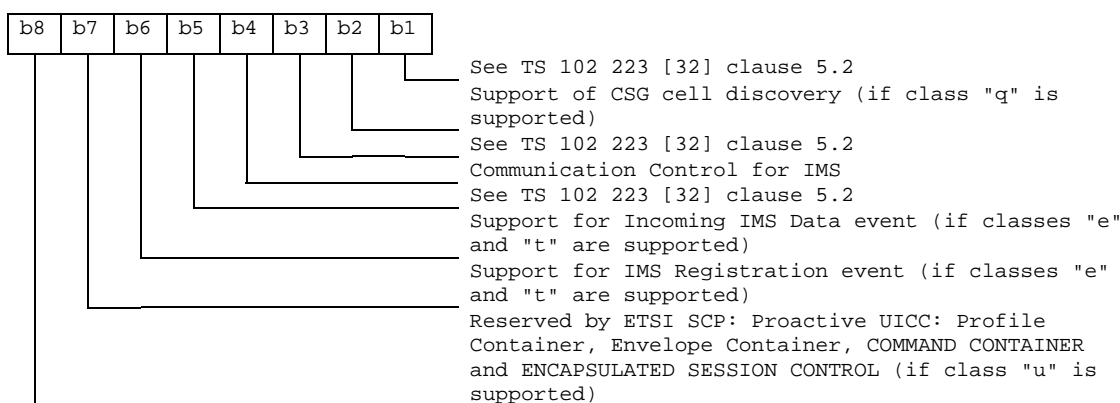 b8 b7 b6 b5 b4 b3 b2 b1
See TS 102 223 [32] clause 5.2
Support of CSG cell discovery (if class "q" is
supported)
See TS 102 223 [32] clause 5.2
Communication Control for IMS
See TS 102 223 [32] clause 5.2
Support for Incoming IMS Data event (if classes "e"
and "t" are supported)
Support for IMS Registration event (if classes "e"
and "t" are supported)
Reserved by ETSI SCP: Proactive UICC: Profile
Container, Envelope Container, COMMAND CONTAINER
and ENCAPSULATED SESSION CONTROL (if class "u" is
supported)